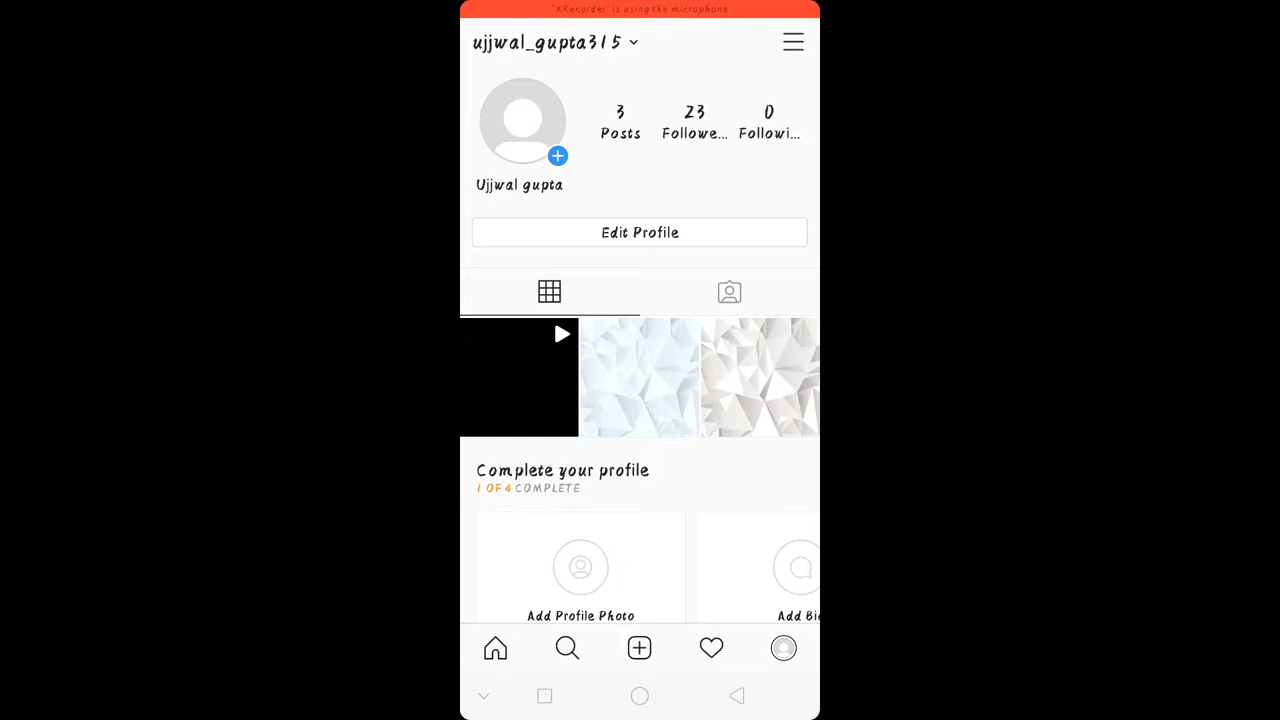 "XRecorder" is using the microphone
ujjwal_gupta315
3 23 0
Posts Followe... Followi...
Ujjwal gupta
Edit Profile
Complete your profile
1 OF 4 COMPLETE
Add Profile Photo Add Bi